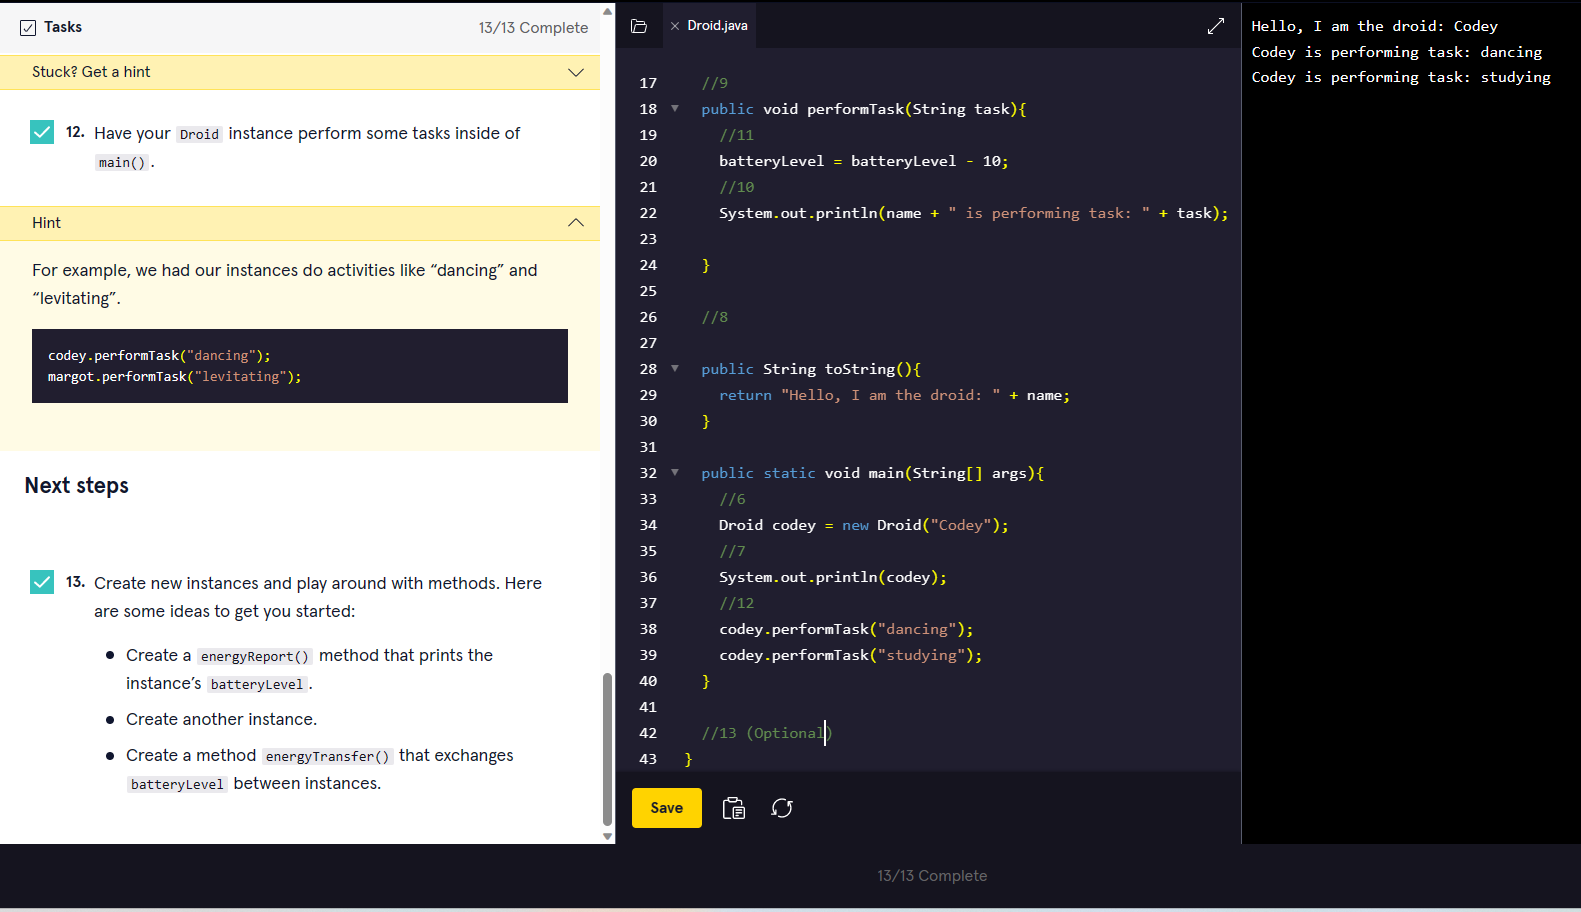 Tasks
13/13 Complete
Stuck? Get a hint
12. Have your Droid instance perform some tasks inside of
main().
Hint
For example, we had our instances do activities like “dancing” and
“levitating”.
codey.performTask("dancing");
margot.performTask("levitating");
Next steps
13. Create new instances and play around with methods. Here
are some ideas to get you started:
● Create a energyReport() method that prints the
instance’s batteryLevel.
● Create another instance.
● Create a method energyTransfer() that exchanges
batteryLevel between instances.
× Droid.java
17 //9
18 public void performTask(String task){
19 //11
20 batteryLevel = batteryLevel - 10;
21 //10
22 System.out.println(name + " is performing task: " + task);
23
24 }
25
26 //8
27
28 public String toString(){
29 return "Hello, I am the droid: " + name;
30 }
31
32 public static void main(String[] args){
33 //6
34 Droid codey = new Droid("Codey");
35 //7
36 System.out.println(codey);
37 //12
38 codey.performTask("dancing");
39 codey.performTask("studying");
40 }
41
42 //13 (Optional)
43 }
Save
Hello, I am the droid: Codey
Codey is performing task: dancing
Codey is performing task: studying
13/13 Complete